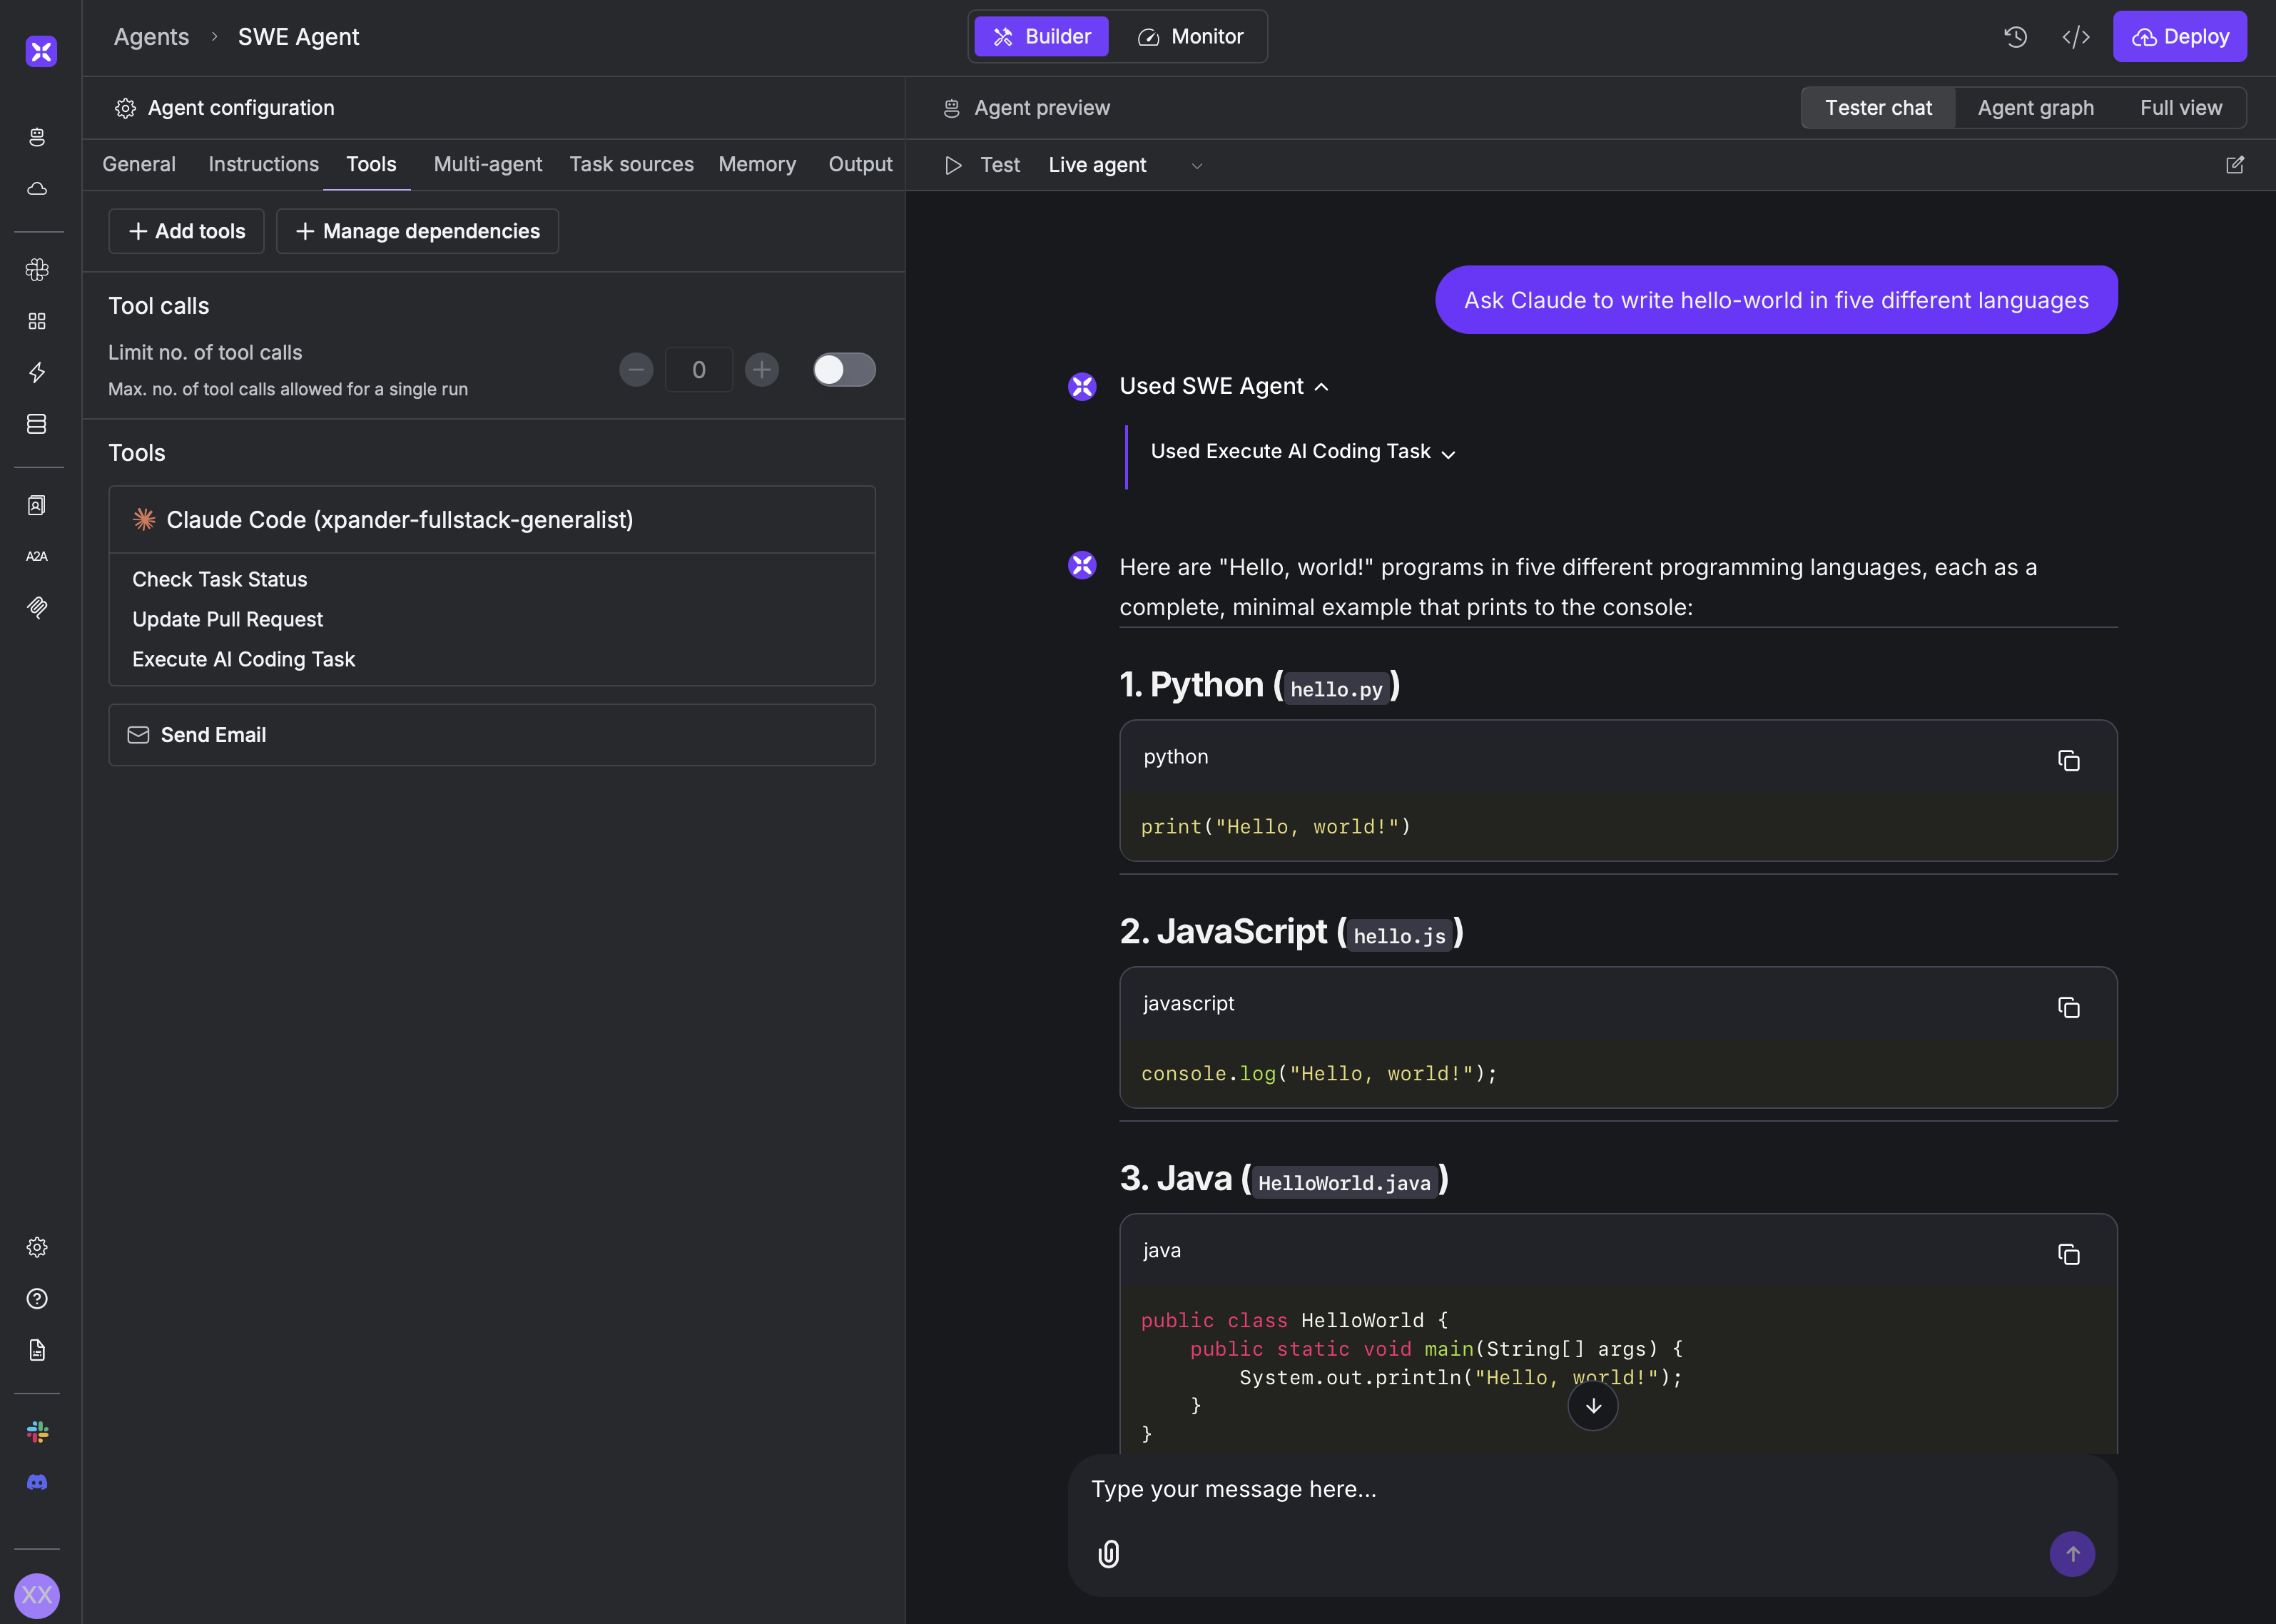 Agents > SWE Agent
Builder
Monitor
Deploy
Agent configuration
General Instructions Tools Multi-agent Task sources Memory Output
Add tools
Manage dependencies
Tool calls
Limit no. of tool calls
0
Max. no. of tool calls allowed for a single run
Tools
Claude Code (xpander-fullstack-generalist)
Check Task Status
Update Pull Request
Execute AI Coding Task
Send Email
A2A
XX
Agent preview
Tester chat
Agent graph
Full view
Test Live agent
Ask Claude to write hello-world in five different languages
Used SWE Agent
Used Execute AI Coding Task
Here are "Hello, world!" programs in five different programming languages, each as a
complete, minimal example that prints to the console:
1. Python (hello.py)
python
print("Hello, world!")
2. JavaScript (hello.js)
javascript
console.log("Hello, world!");
3. Java (HelloWorld.java)
java
public class HelloWorld {
    public static void main(String[] args) {
        System.out.println("Hello, world!");
    }
}
Type your message here...